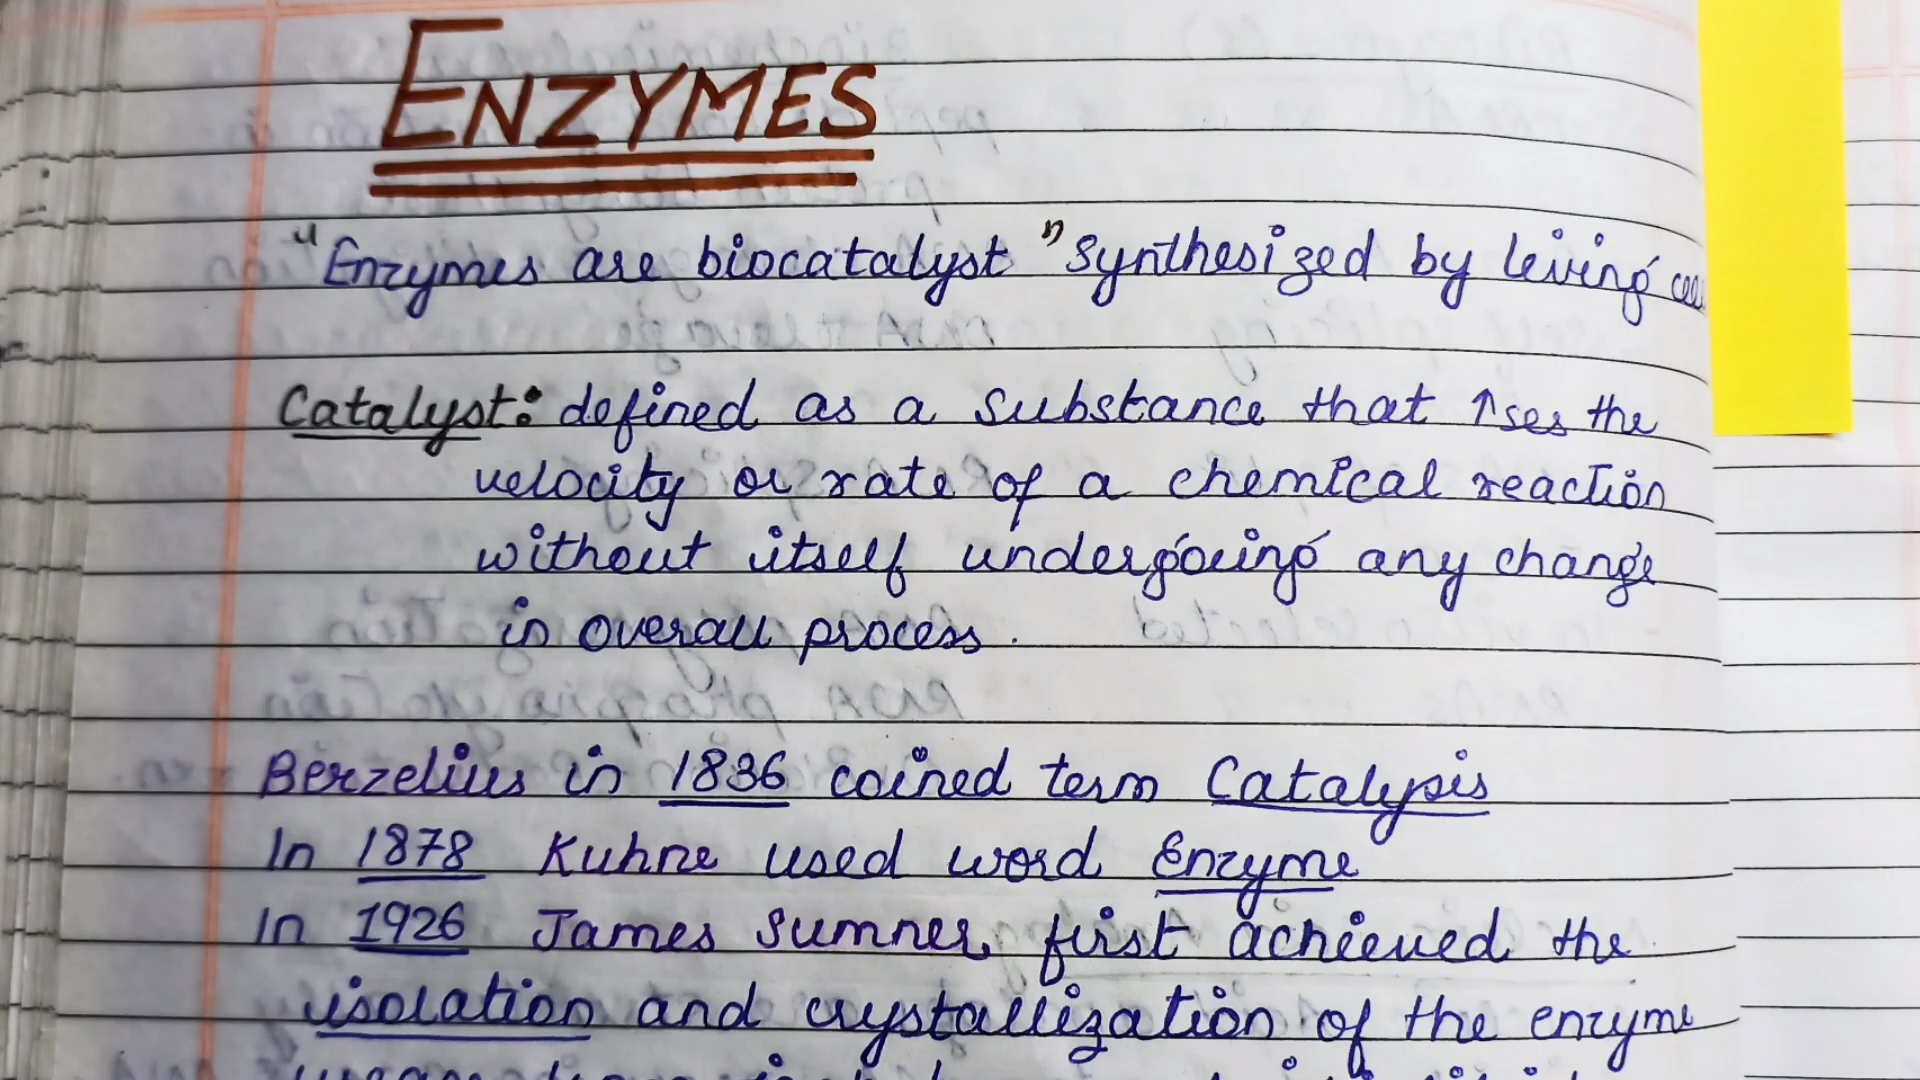 ENZYMES
"Enzymes are biocatalyst" synthesized by living
Catalyst: defined as a substance that ↑ses the
velocity or rate of a chemical reaction
without itself undergoing any change
in overall process.
Berzelius in 1836 coined term Catalysis
In 1878 Kuhne used word Enzyme
In 1926 James Sumner, first achieved the
isolation and crystallization of the enzyme